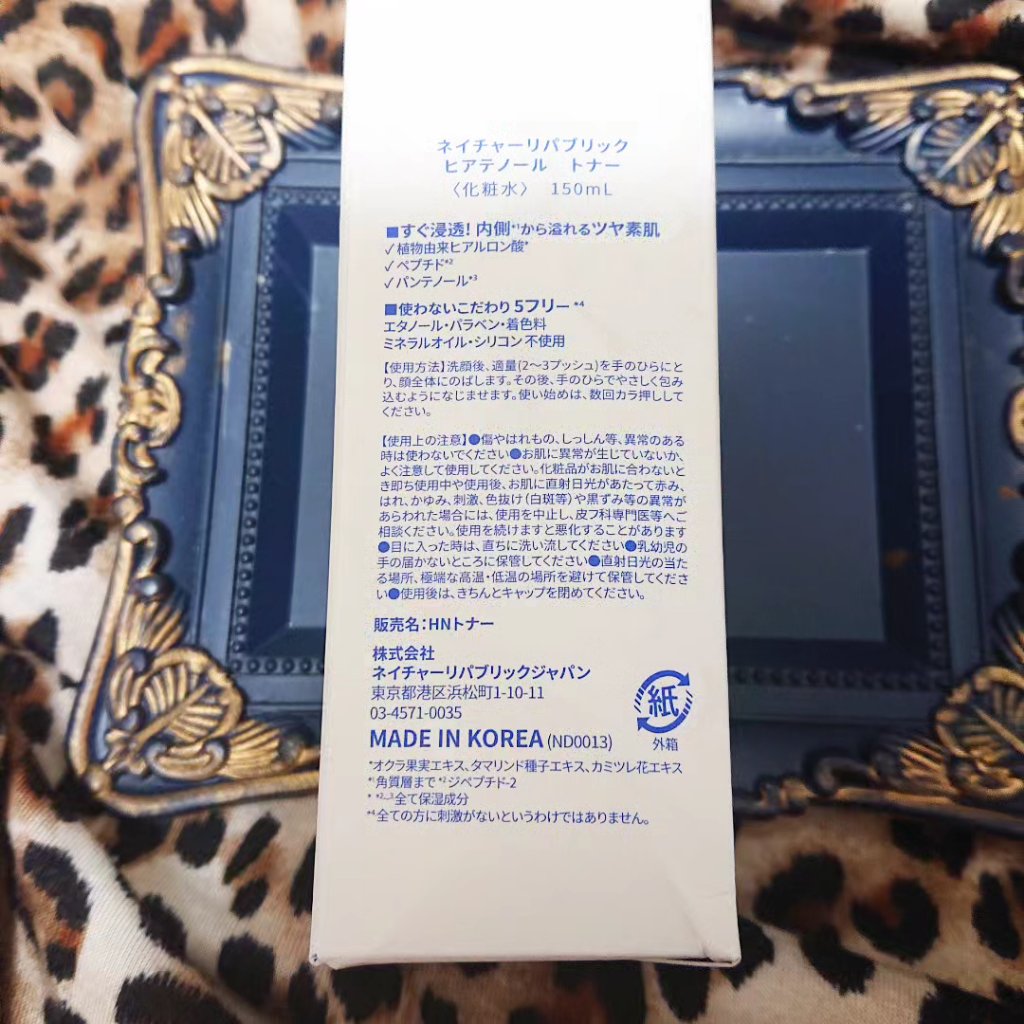 ネイチャーリパブリック
ヒアテノール トナー
〈化粧水〉 150mL
■すぐ浸透!内側*¹から溢れるツヤ素肌
✓植物由来ヒアルロン酸*
✓ペプチド*²
✓パンテノール*³
■使わないこだわり5フリー*⁴
エタノール・パラベン・着色料
ミネラルオイル・シリコン不使用
【使用方法】洗顔後、適量(2〜3プッシュ)を手のひらにと
り、顔全体にのばします。その後、手のひらでやさしく包み
込むようになじませます。使い始めは、数回カラ押しして
ください。
【使用上の注意】●傷やはれもの、しっしん等、異常のある
時は使わないでください●お肌に異常が生じていないか、
よく注意して使用してください。化粧品がお肌に合わないと
き即ち使用中や使用後、お肌に直射日光があたって赤み、
はれ、かゆみ、刺激、色抜け(白斑等)や黒ずみ等の異常が
あらわれた場合には、使用を中止し、皮フ科専門医等へご
相談ください。使用を続けますと悪化することがあります
●目に入った時は、直ちに洗い流してください●乳幼児の
手の届かないところに保管してください●直射日光の当た
る場所、極端な高温・低温の場所を避けて保管してくださ
い●使用後は、きちんとキャップを閉めてください。
販売名:HNトナー
株式会社
ネイチャーリパブリックジャパン
東京都港区浜松町1-10-11
03-4571-0035
紙
外箱
MADE IN KOREA (ND0013)
*オクラ果実エキス、タマリンド種子エキス、カミツレ花エキス
*¹角質層まで *²ジペプチド-2
* *²~³全て保湿成分
*⁴全ての方に刺激がないというわけではありません。